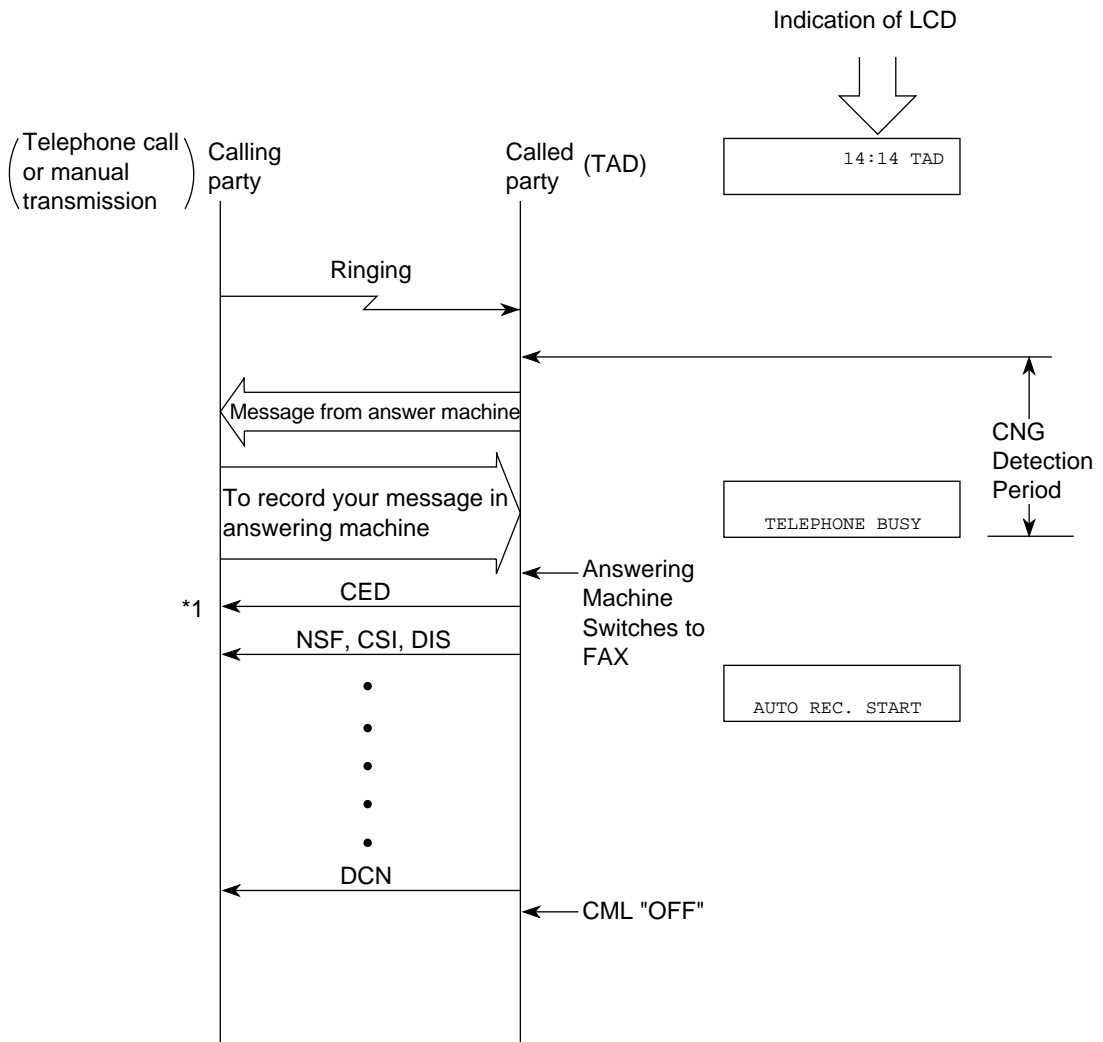 Indication of LCD
Telephone call
or manual
transmission
Calling
party
Called
party
(TAD)
14:14 TAD
Ringing
Message from answer machine
CNG
Detection
Period
To record your message in
answering machine
TELEPHONE BUSY
Answering
Machine
Switches to
FAX
*1
CED
NSF, CSI, DIS
AUTO REC. START
DCN
CML "OFF"